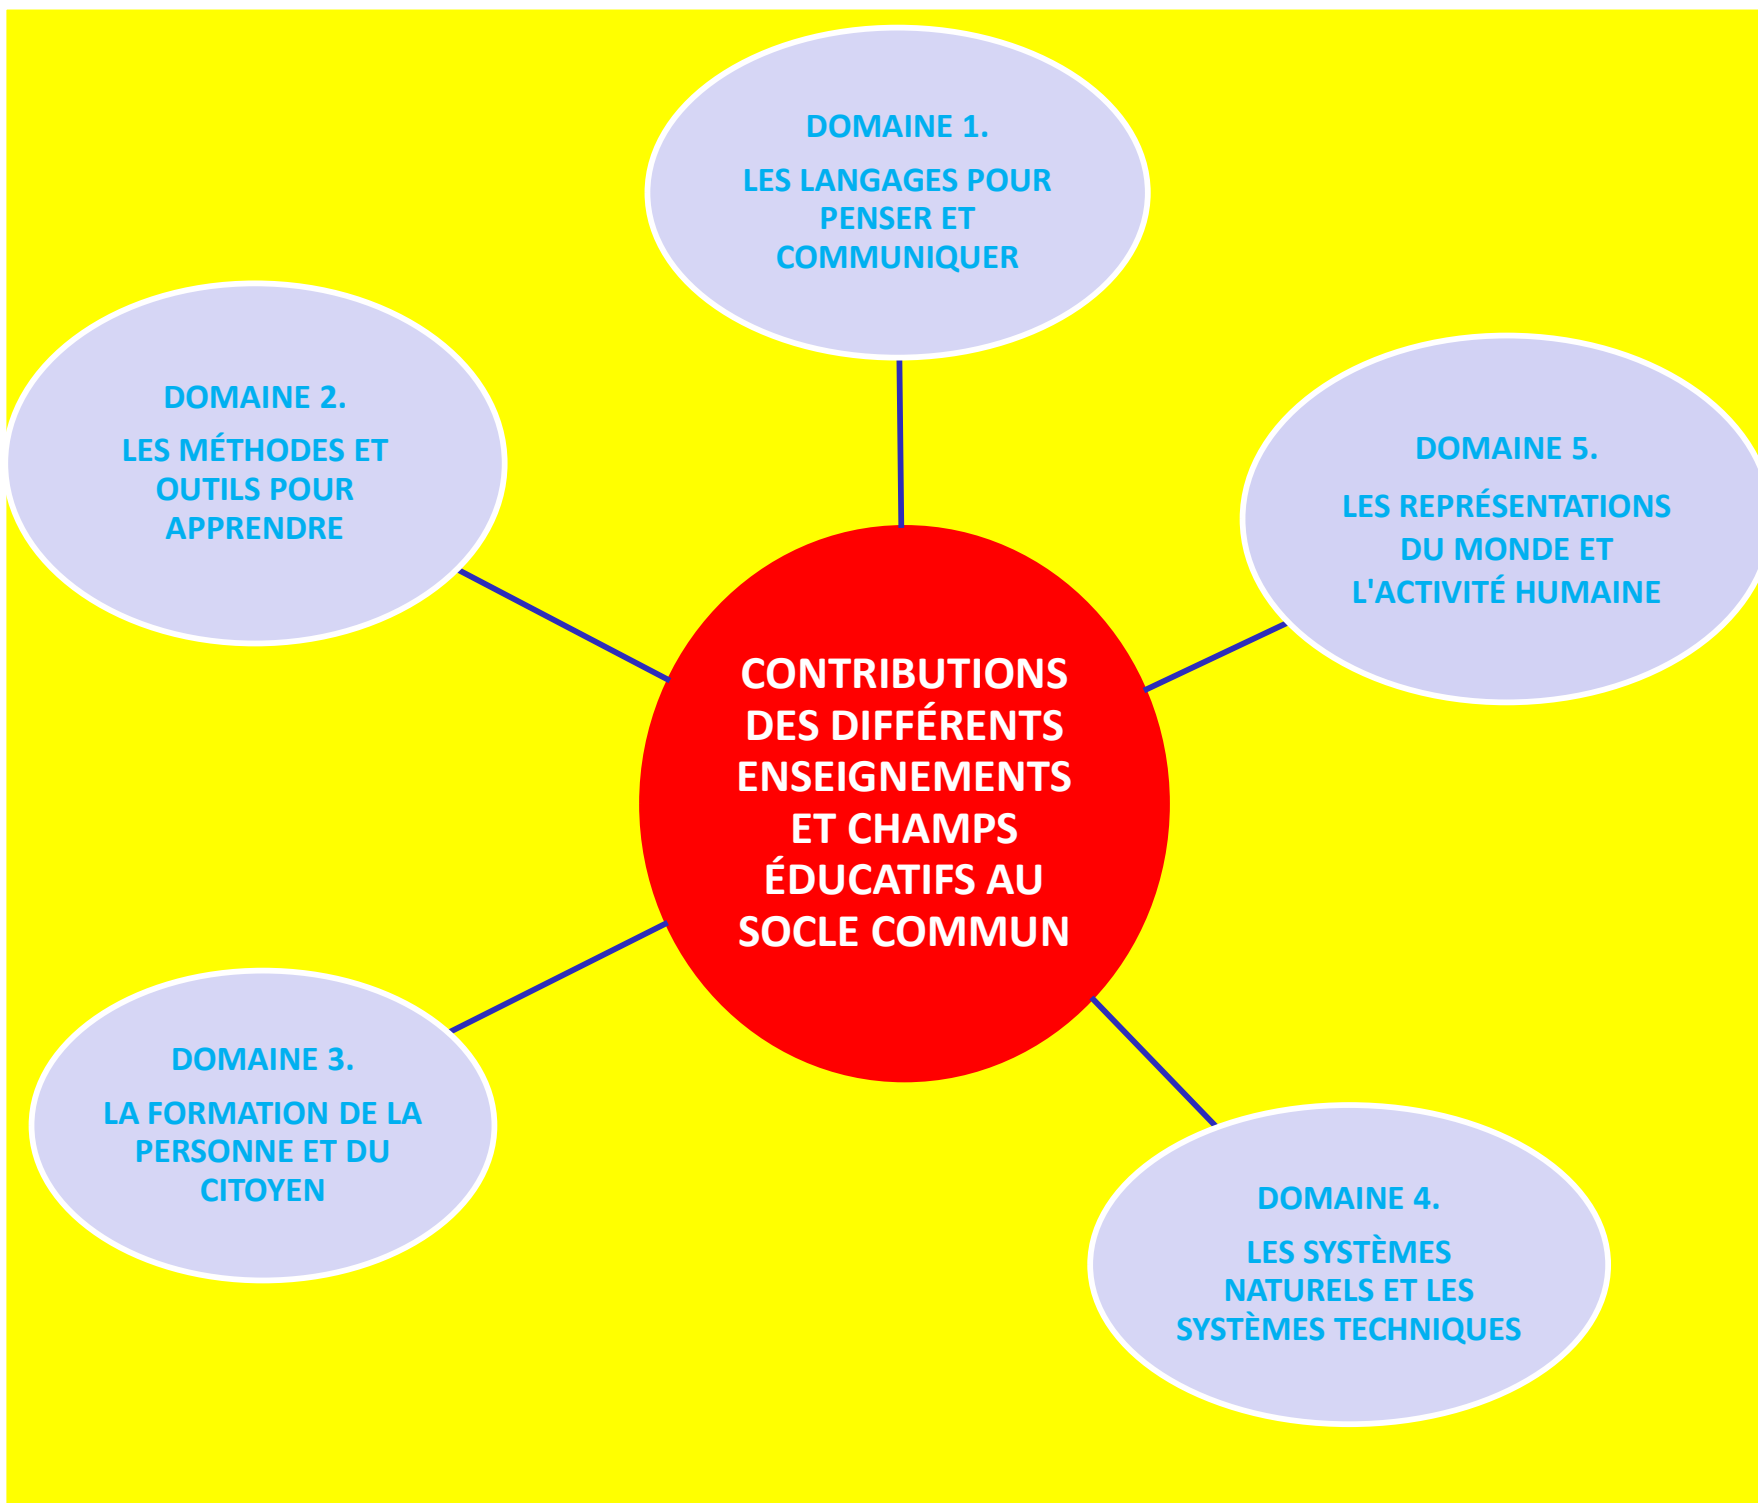 DOMAINE 1.
LES LANGAGES POUR
PENSER ET
COMMUNIQUER
DOMAINE 2.
LES MÉTHODES ET
OUTILS POUR
APPRENDRE
DOMAINE 5.
LES REPRÉSENTATIONS
DU MONDE ET
L'ACTIVITÉ HUMAINE
CONTRIBUTIONS
DES DIFFÉRENTS
ENSEIGNEMENTS
ET CHAMPS
ÉDUCATIFS AU
SOCLE COMMUN
DOMAINE 3.
LA FORMATION DE LA
PERSONNE ET DU
CITOYEN
DOMAINE 4.
LES SYSTÈMES
NATURELS ET LES
SYSTÈMES TECHNIQUES